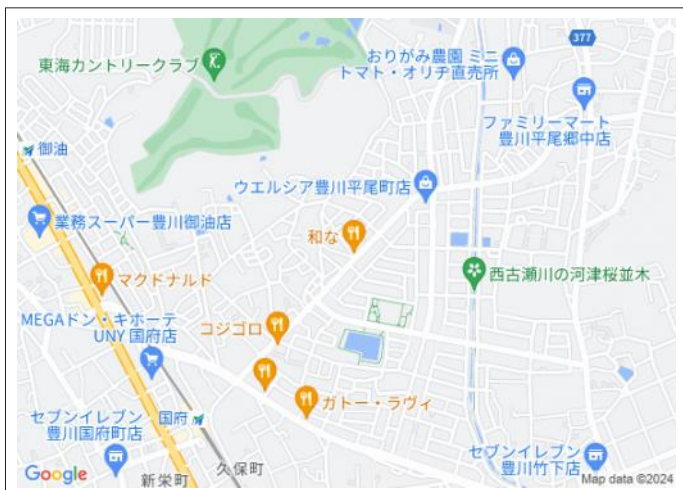 377
おりがみ農園 ミニ
トマト・オリヂ直売所
東海カントリークラブ
ファミリーマート
豊川平尾郷中店
御油
ウエルシア豊川平尾町店
業務スーパー豊川御油店
和な
西古瀬川の河津桜並木
マクドナルド
MEGAドン・キホーテ
UNY 国府店
コジゴロ
ガトー・ラヴィ
セブンイレブン
豊川国府町店
国府
セブンイレブン
豊川竹下店
Google
新栄町
久保町
Map data ©2024